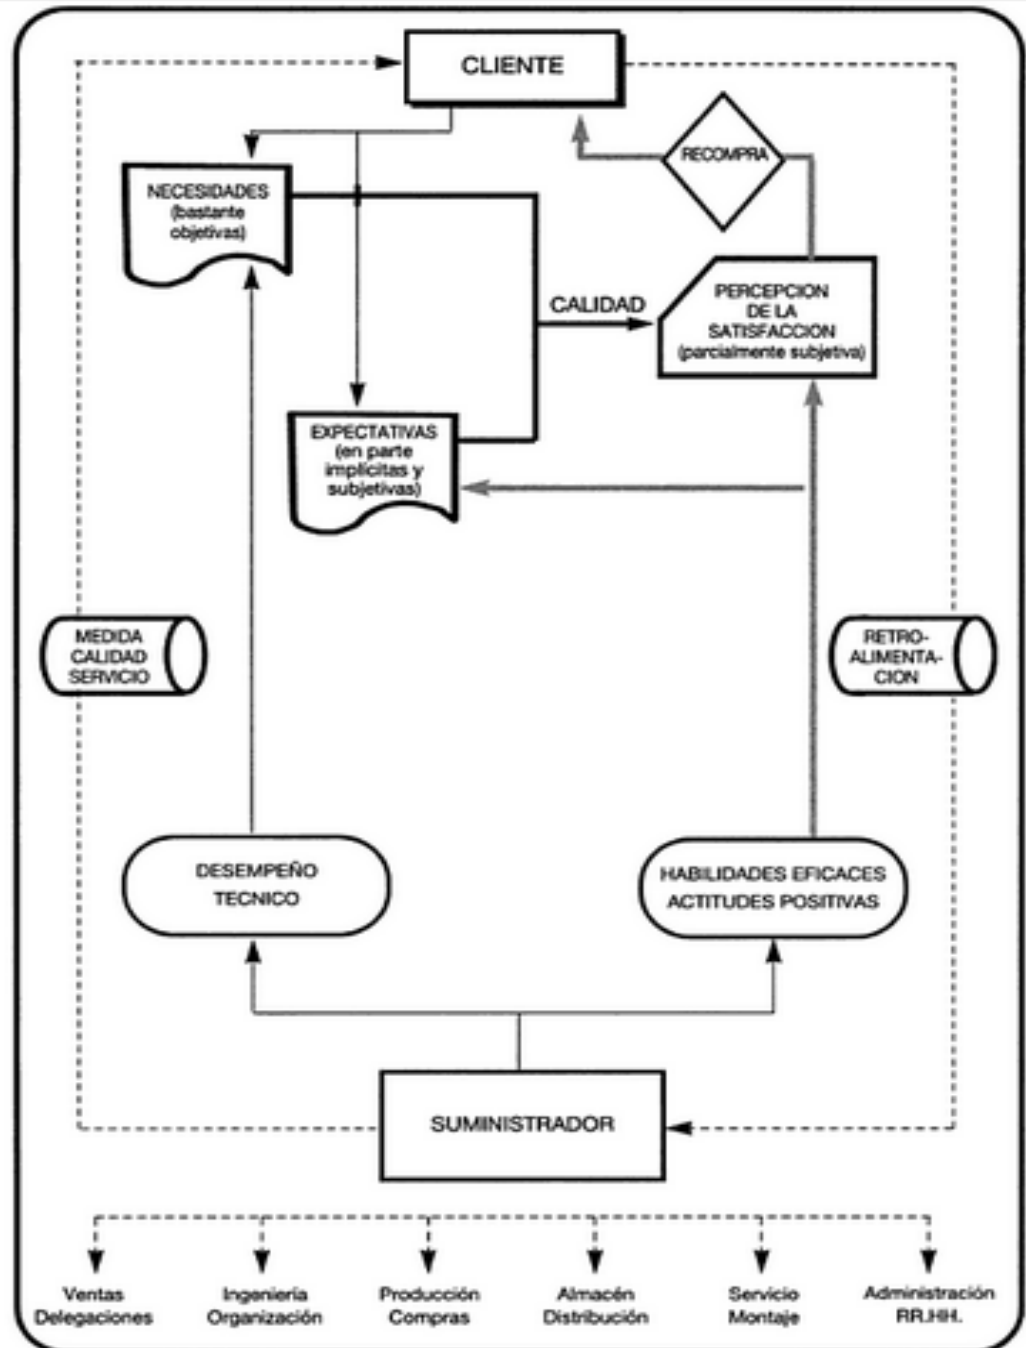 CLIENTE
RECOMPRA
NECESIDADES
(bastante
objetivas)
CALIDAD
PERCEPCION
DE LA
SATISFACCION
(parcialmente subjetiva)
EXPECTATIVAS
(en parte
implícitas y
subjetivas)
MEDIDA
CALIDAD
SERVICIO
RETRO-
ALIMENTA-
CION
DESEMPEÑO
TECNICO
HABILIDADES EFICACES
ACTITUDES POSITIVAS
SUMINISTRADOR
Ventas
Delegaciones
Ingeniería
Organización
Producción
Compras
Almacén
Distribución
Servicio
Montaje
Administración
RR.HH.